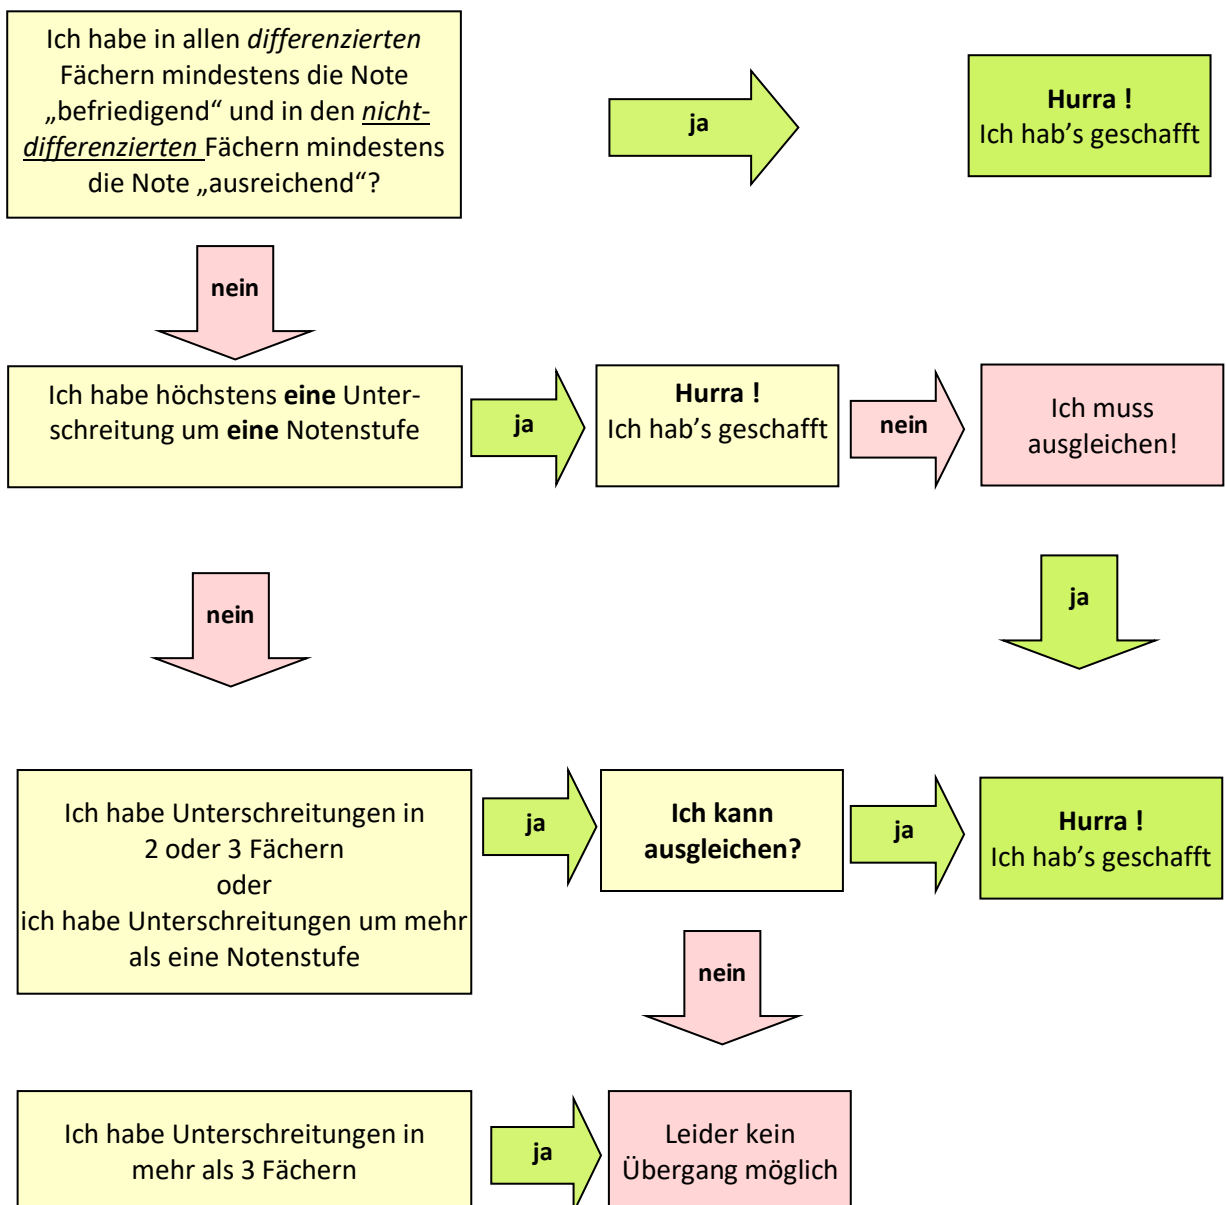 Ich habe in allen differenzierten
Fächern mindestens die Note
„befriedigend“ und in den nicht-
differenzierten Fächern mindestens
die Note „ausreichend“?
ja
Hurra !
Ich hab's geschafft
nein
Ich habe höchstens eine Unter-
schreitung um eine Notenstufe
ja
Hurra !
Ich hab's geschafft
nein
Ich muss
ausgleichen!
nein
ja
Ich habe Unterschreitungen in
2 oder 3 Fächern
oder
ich habe Unterschreitungen um mehr
als eine Notenstufe
ja
Ich kann
ausgleichen?
ja
Hurra !
Ich hab's geschafft
nein
Ich habe Unterschreitungen in
mehr als 3 Fächern
ja
Leider kein
Übergang möglich